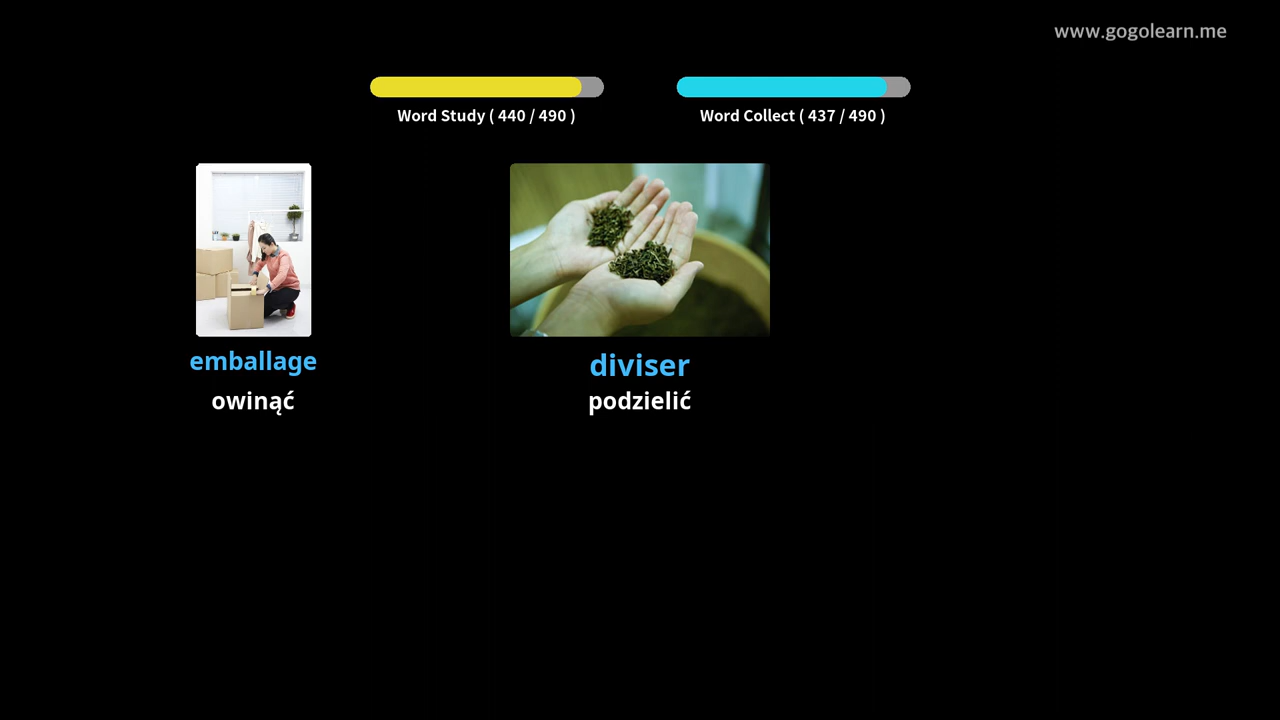 www.gogolearn.me
Word Study ( 440 / 490 )
Word Collect ( 437 / 490 )
emballage
owinąć
diviser
podzielić